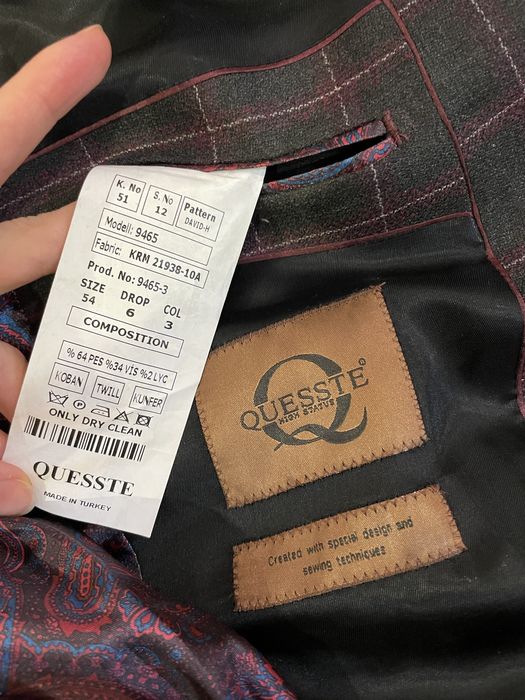 K. No
51
S. No
12
Pattern
DAVID-H
Modell: 9465
Fabric: KRM 21938-10A
Prod. No: 9465-3
SIZE DROP COL
54 6 3
COMPOSITION
% 64 PES %34 VIS %2 LYC
KOBAN TWILL KUNFER
ONLY DRY CLEAN
QUESSTE
MADE IN TURKEY
Q
QUESSTE®
HIGH STATUS
Created with special design and
sewing techniques